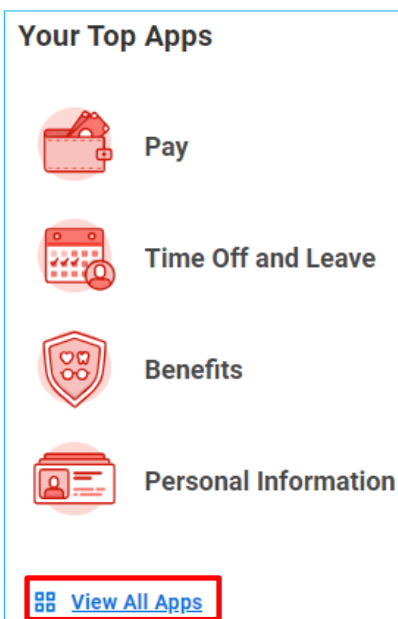 Your Top Apps
Pay
Time Off and Leave
Benefits
Personal Information
View All Apps